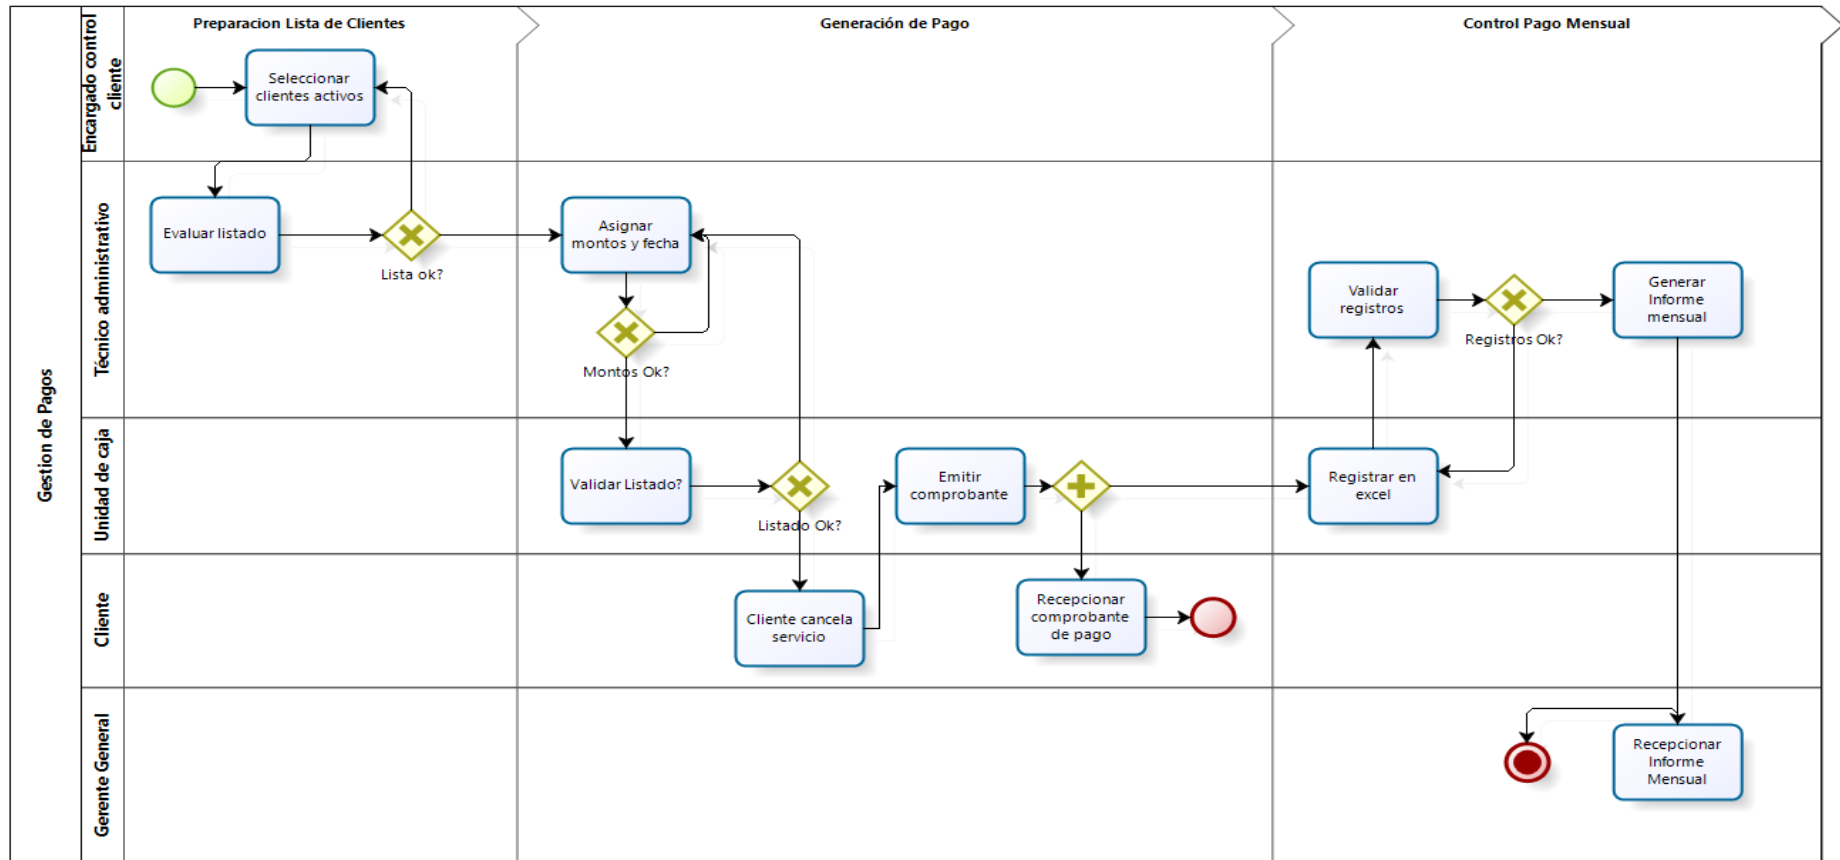 Preparacion Lista de Clientes
Generación de Pago
Control Pago Mensual
Gestion de Pagos
Encargado control
cliente
Seleccionar
clientes activos
Técnico administrativo
Evaluar listado
Lista ok?
Asignar
montos y fecha
Montos Ok?
Validar
registros
Registros Ok?
Generar
Informe
mensual
Unidad de caja
Validar Listado?
Listado Ok?
Emitir
comprobante
Registrar en
excel
Cliente
Cliente cancela
servicio
Recepcionar
comprobante
de pago
Gerente General
Recepcionar
Informe
Mensual